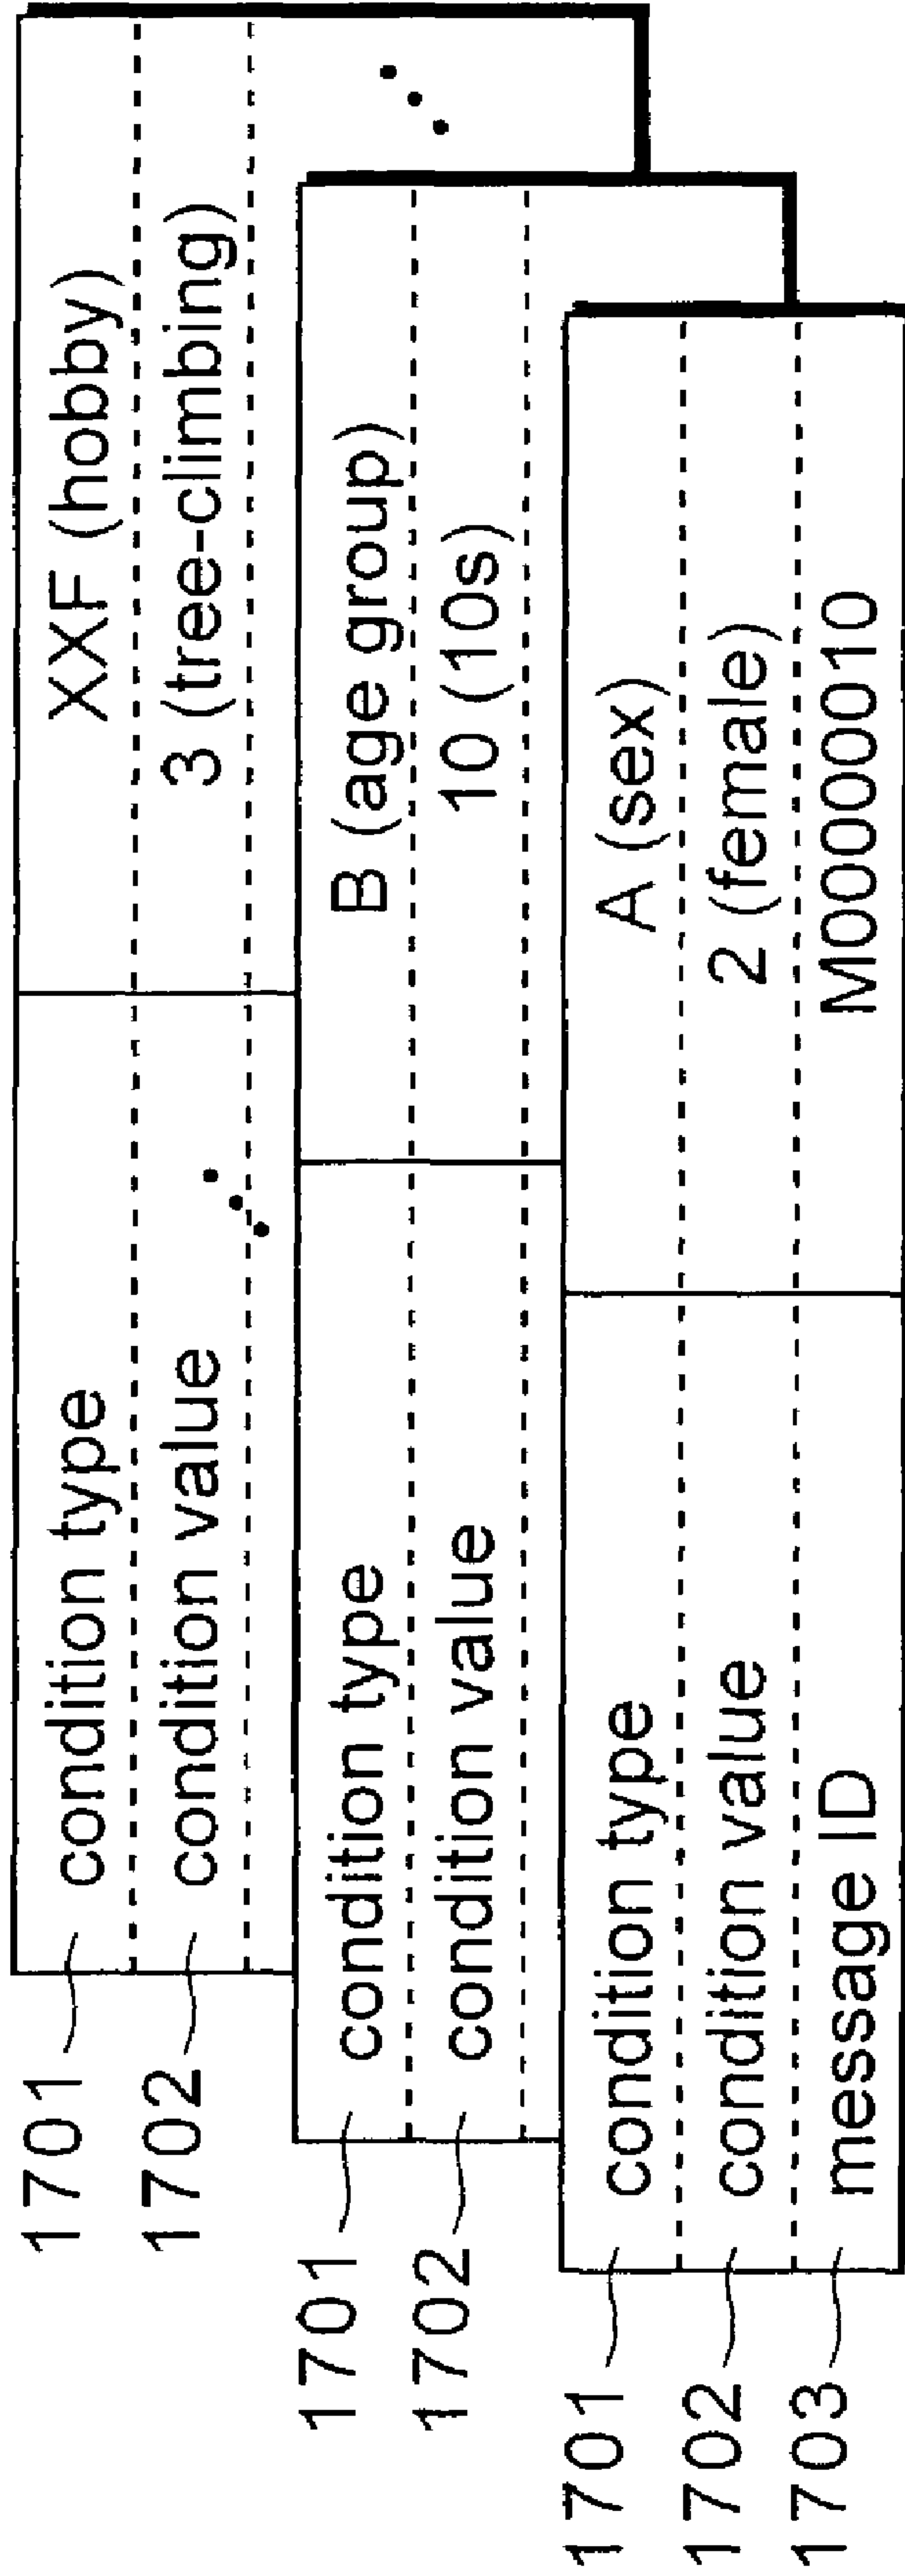 1701 condition type XXF (hobby)
1702 condition value 3 (tree-climbing)
1701 condition type B (age group)
1702 condition value 10 (10s)
1701 condition type A (sex)
1702 condition value 2 (female)
1703 message ID M0000010